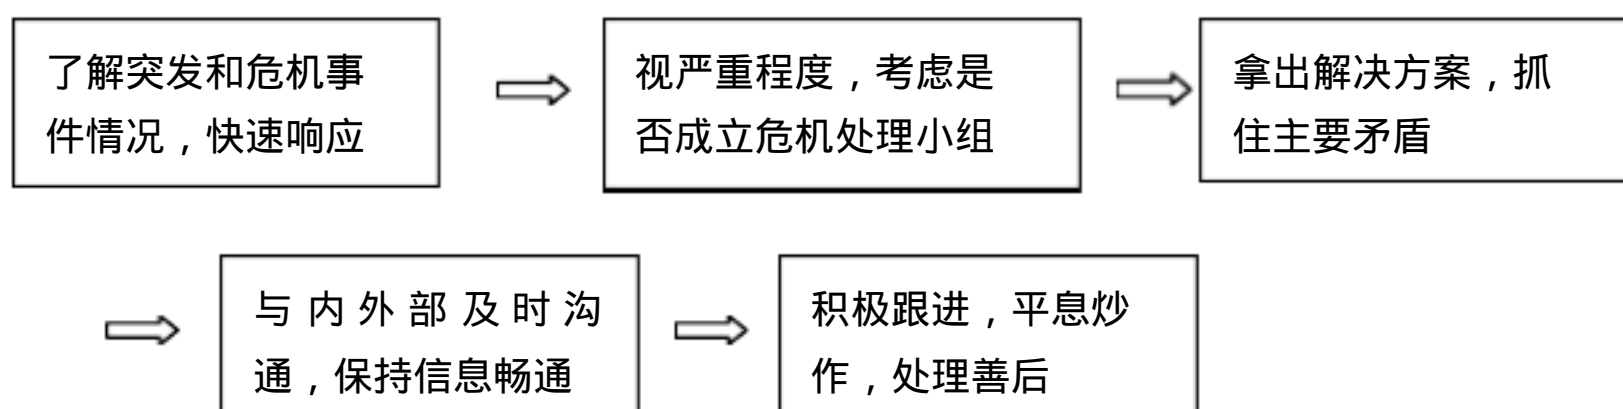 了解突发和危机事
件情况，快速响应
视严重程度，考虑是
否成立危机处理小组
拿出解决方案，抓
住主要矛盾
与内外部及时沟
通，保持信息畅通
积极跟进，平息炒
作，处理善后